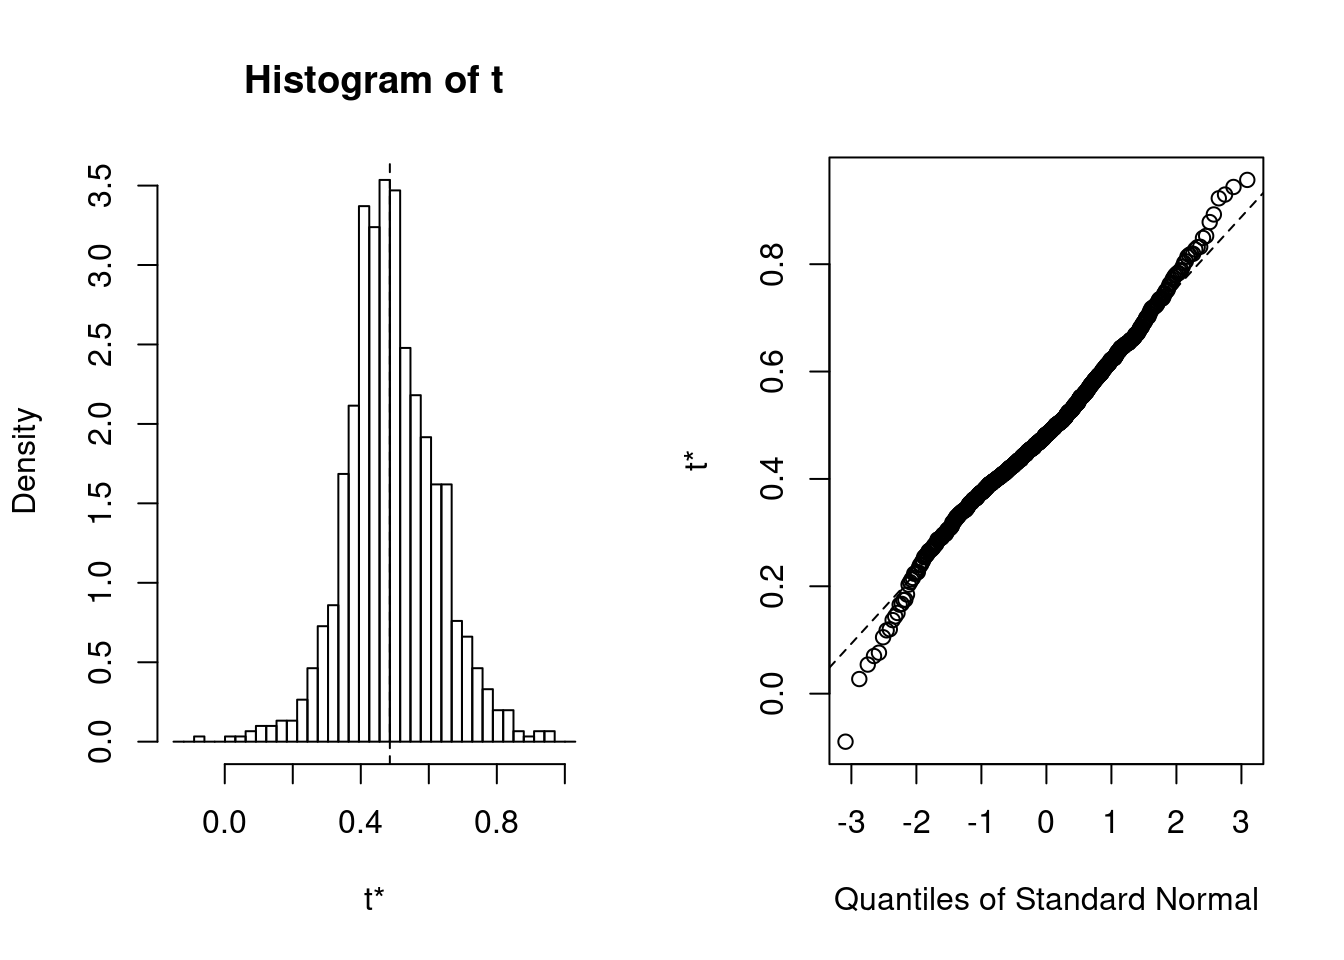 Histogram of t
Density
0.0 0.5 1.0 1.5 2.0 2.5 3.0 3.5
0.0 0.4 0.8
t*
t*
0.0 0.2 0.4 0.6 0.8
-3 -2 -1 0 1 2 3
Quantiles of Standard Normal